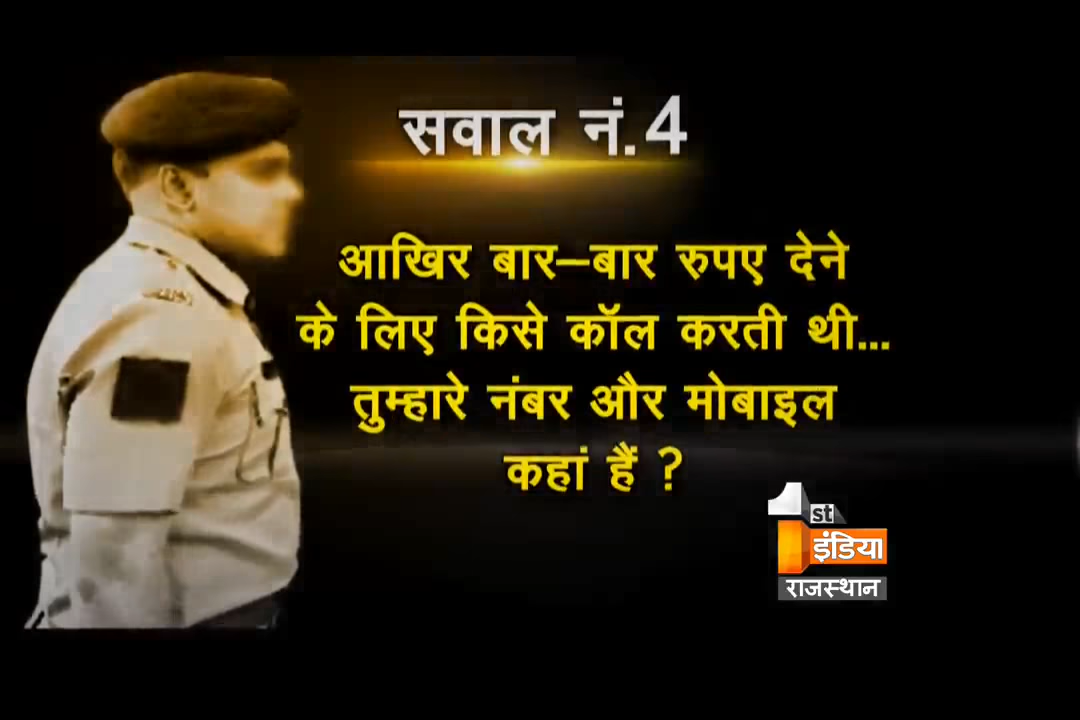 सवाल नं.4
आखिर बार–बार रुपए देने
के लिए किसे कॉल करती थी...
तुम्हारे नंबर और मोबाइल
कहां हैं ?
1st
इंडिया
राजस्थान